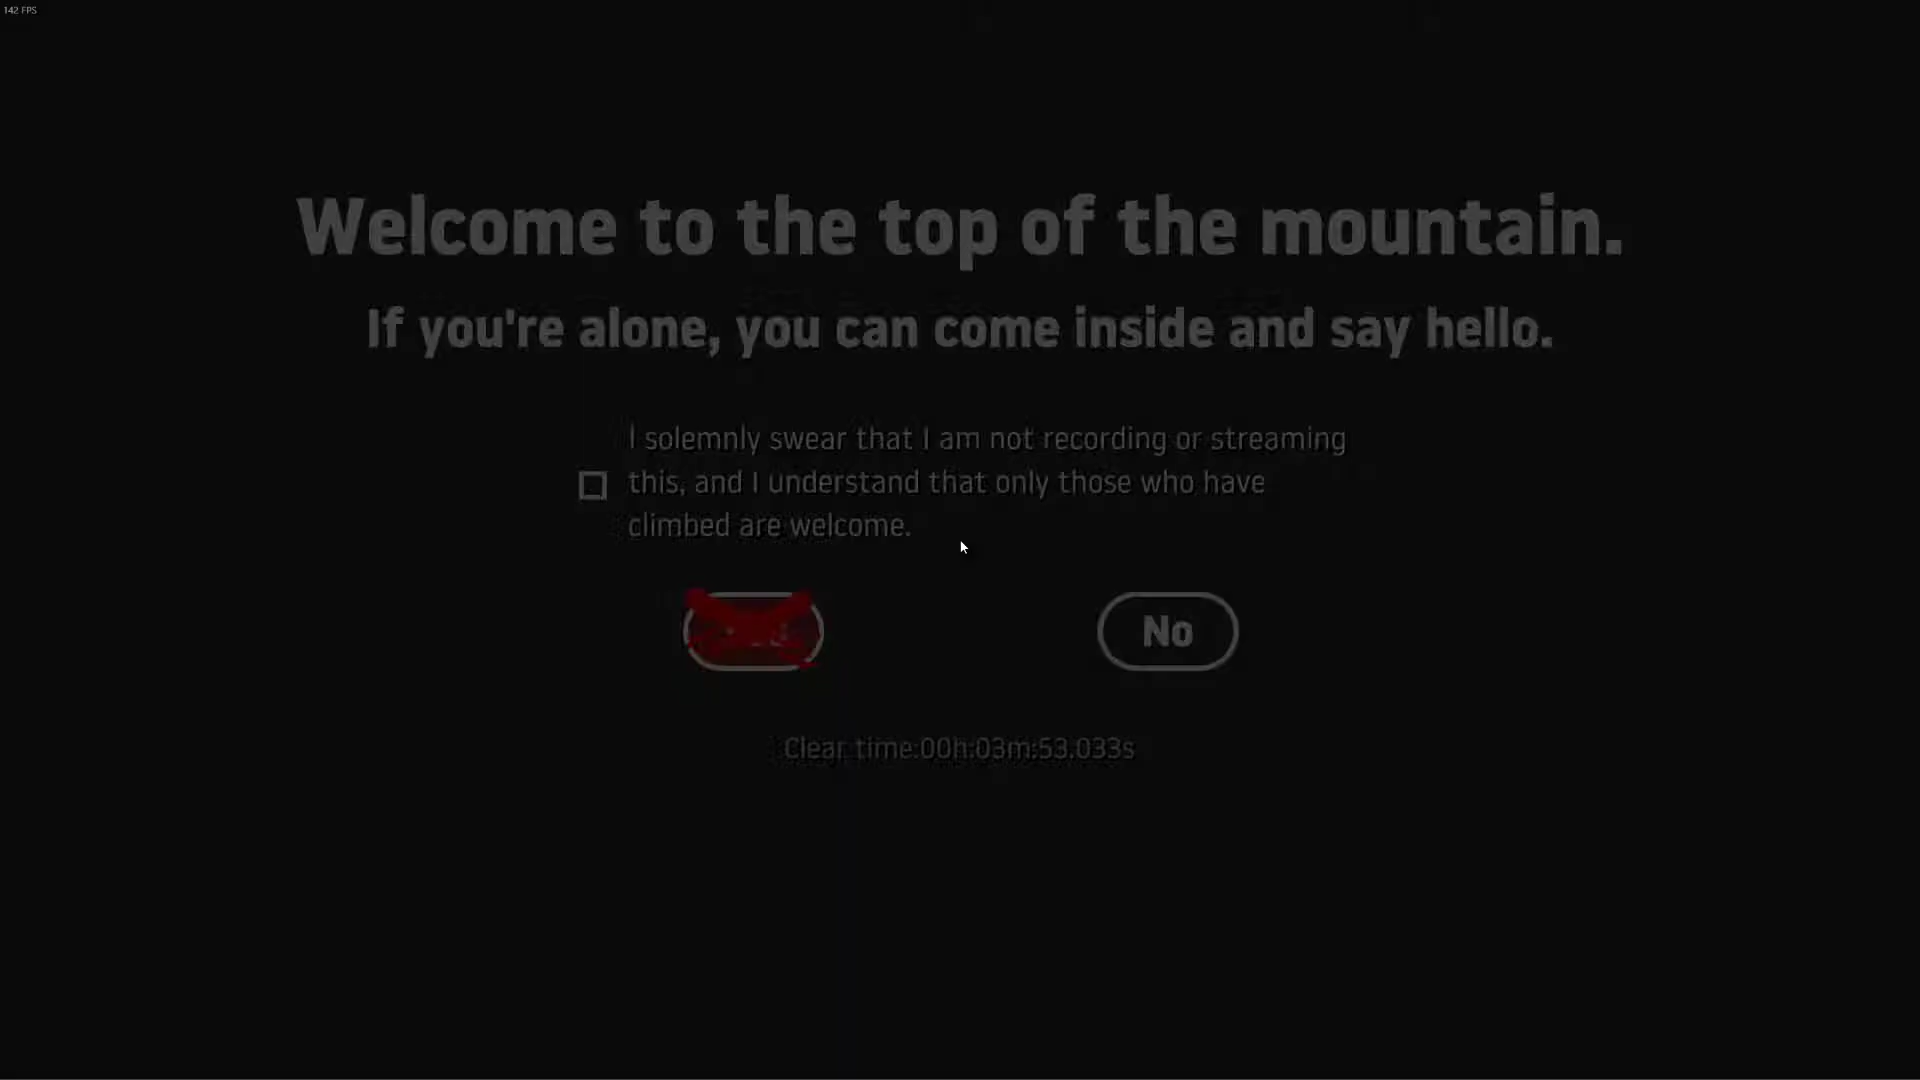 142 FPS
Welcome to the top of the mountain.
If you're alone, you can come inside and say hello.
I solemnly swear that I am not recording or streaming
this, and I understand that only those who have
climbed are welcome.
No
Clear time:00h:03m:53.033s